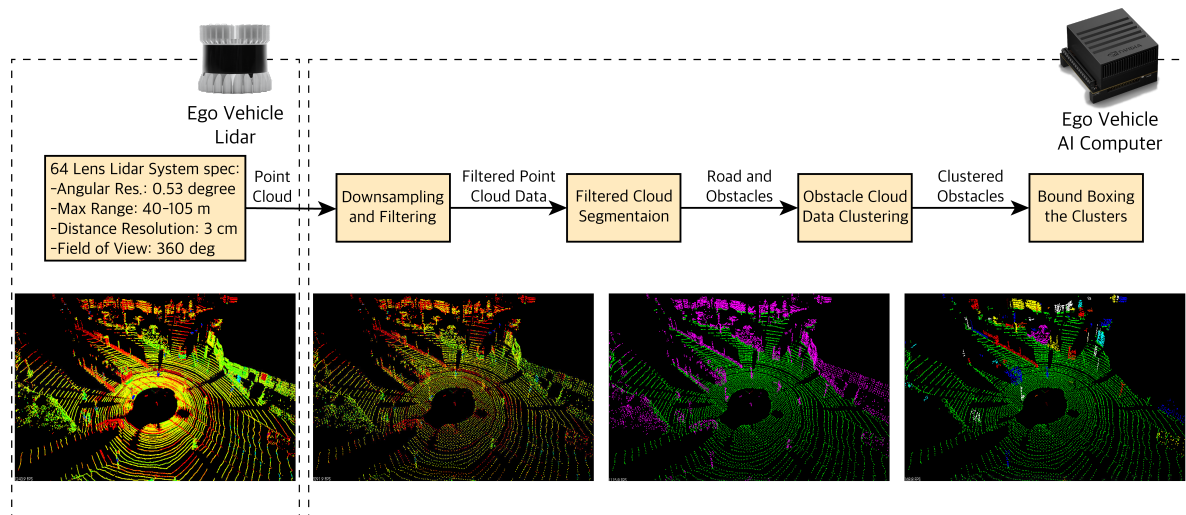 Ego Vehicle
Lidar
Ego Vehicle
AI Computer
64 Lens Lidar System spec:
-Angular Res.: 0.53 degree
-Max Range: 40-105 m
-Distance Resolution: 3 cm
-Field of View: 360 deg
Point
Cloud
Downsampling
and Filtering
Filtered Point
Cloud Data
Filtered Cloud
Segmentaion
Road and
Obstacles
Obstacle Cloud
Data Clustering
Clustered
Obstacles
Bound Boxing
the Clusters